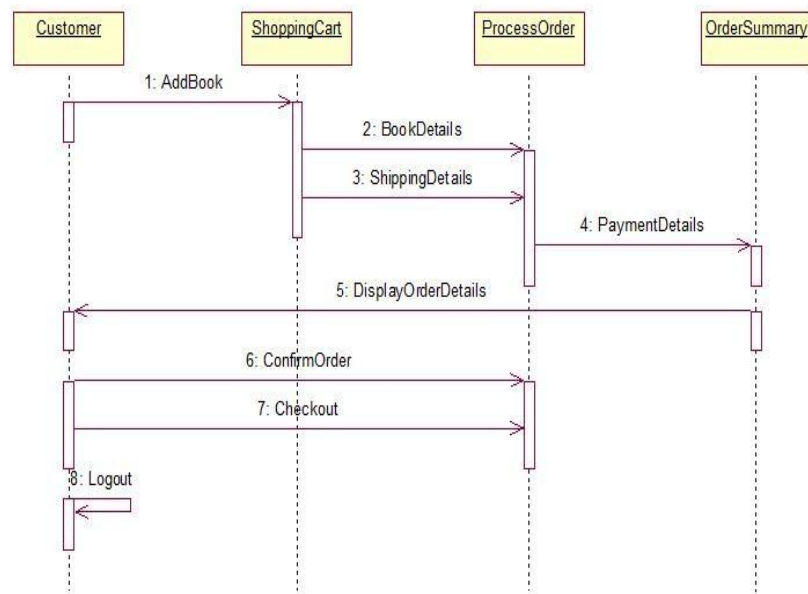 Customer
ShoppingCart
ProcessOrder
OrderSummary
1: AddBook
2: BookDetails
3: ShippingDetails
4: PaymentDetails
5: DisplayOrderDetails
6: ConfirmOrder
7: Checkout
8: Logout